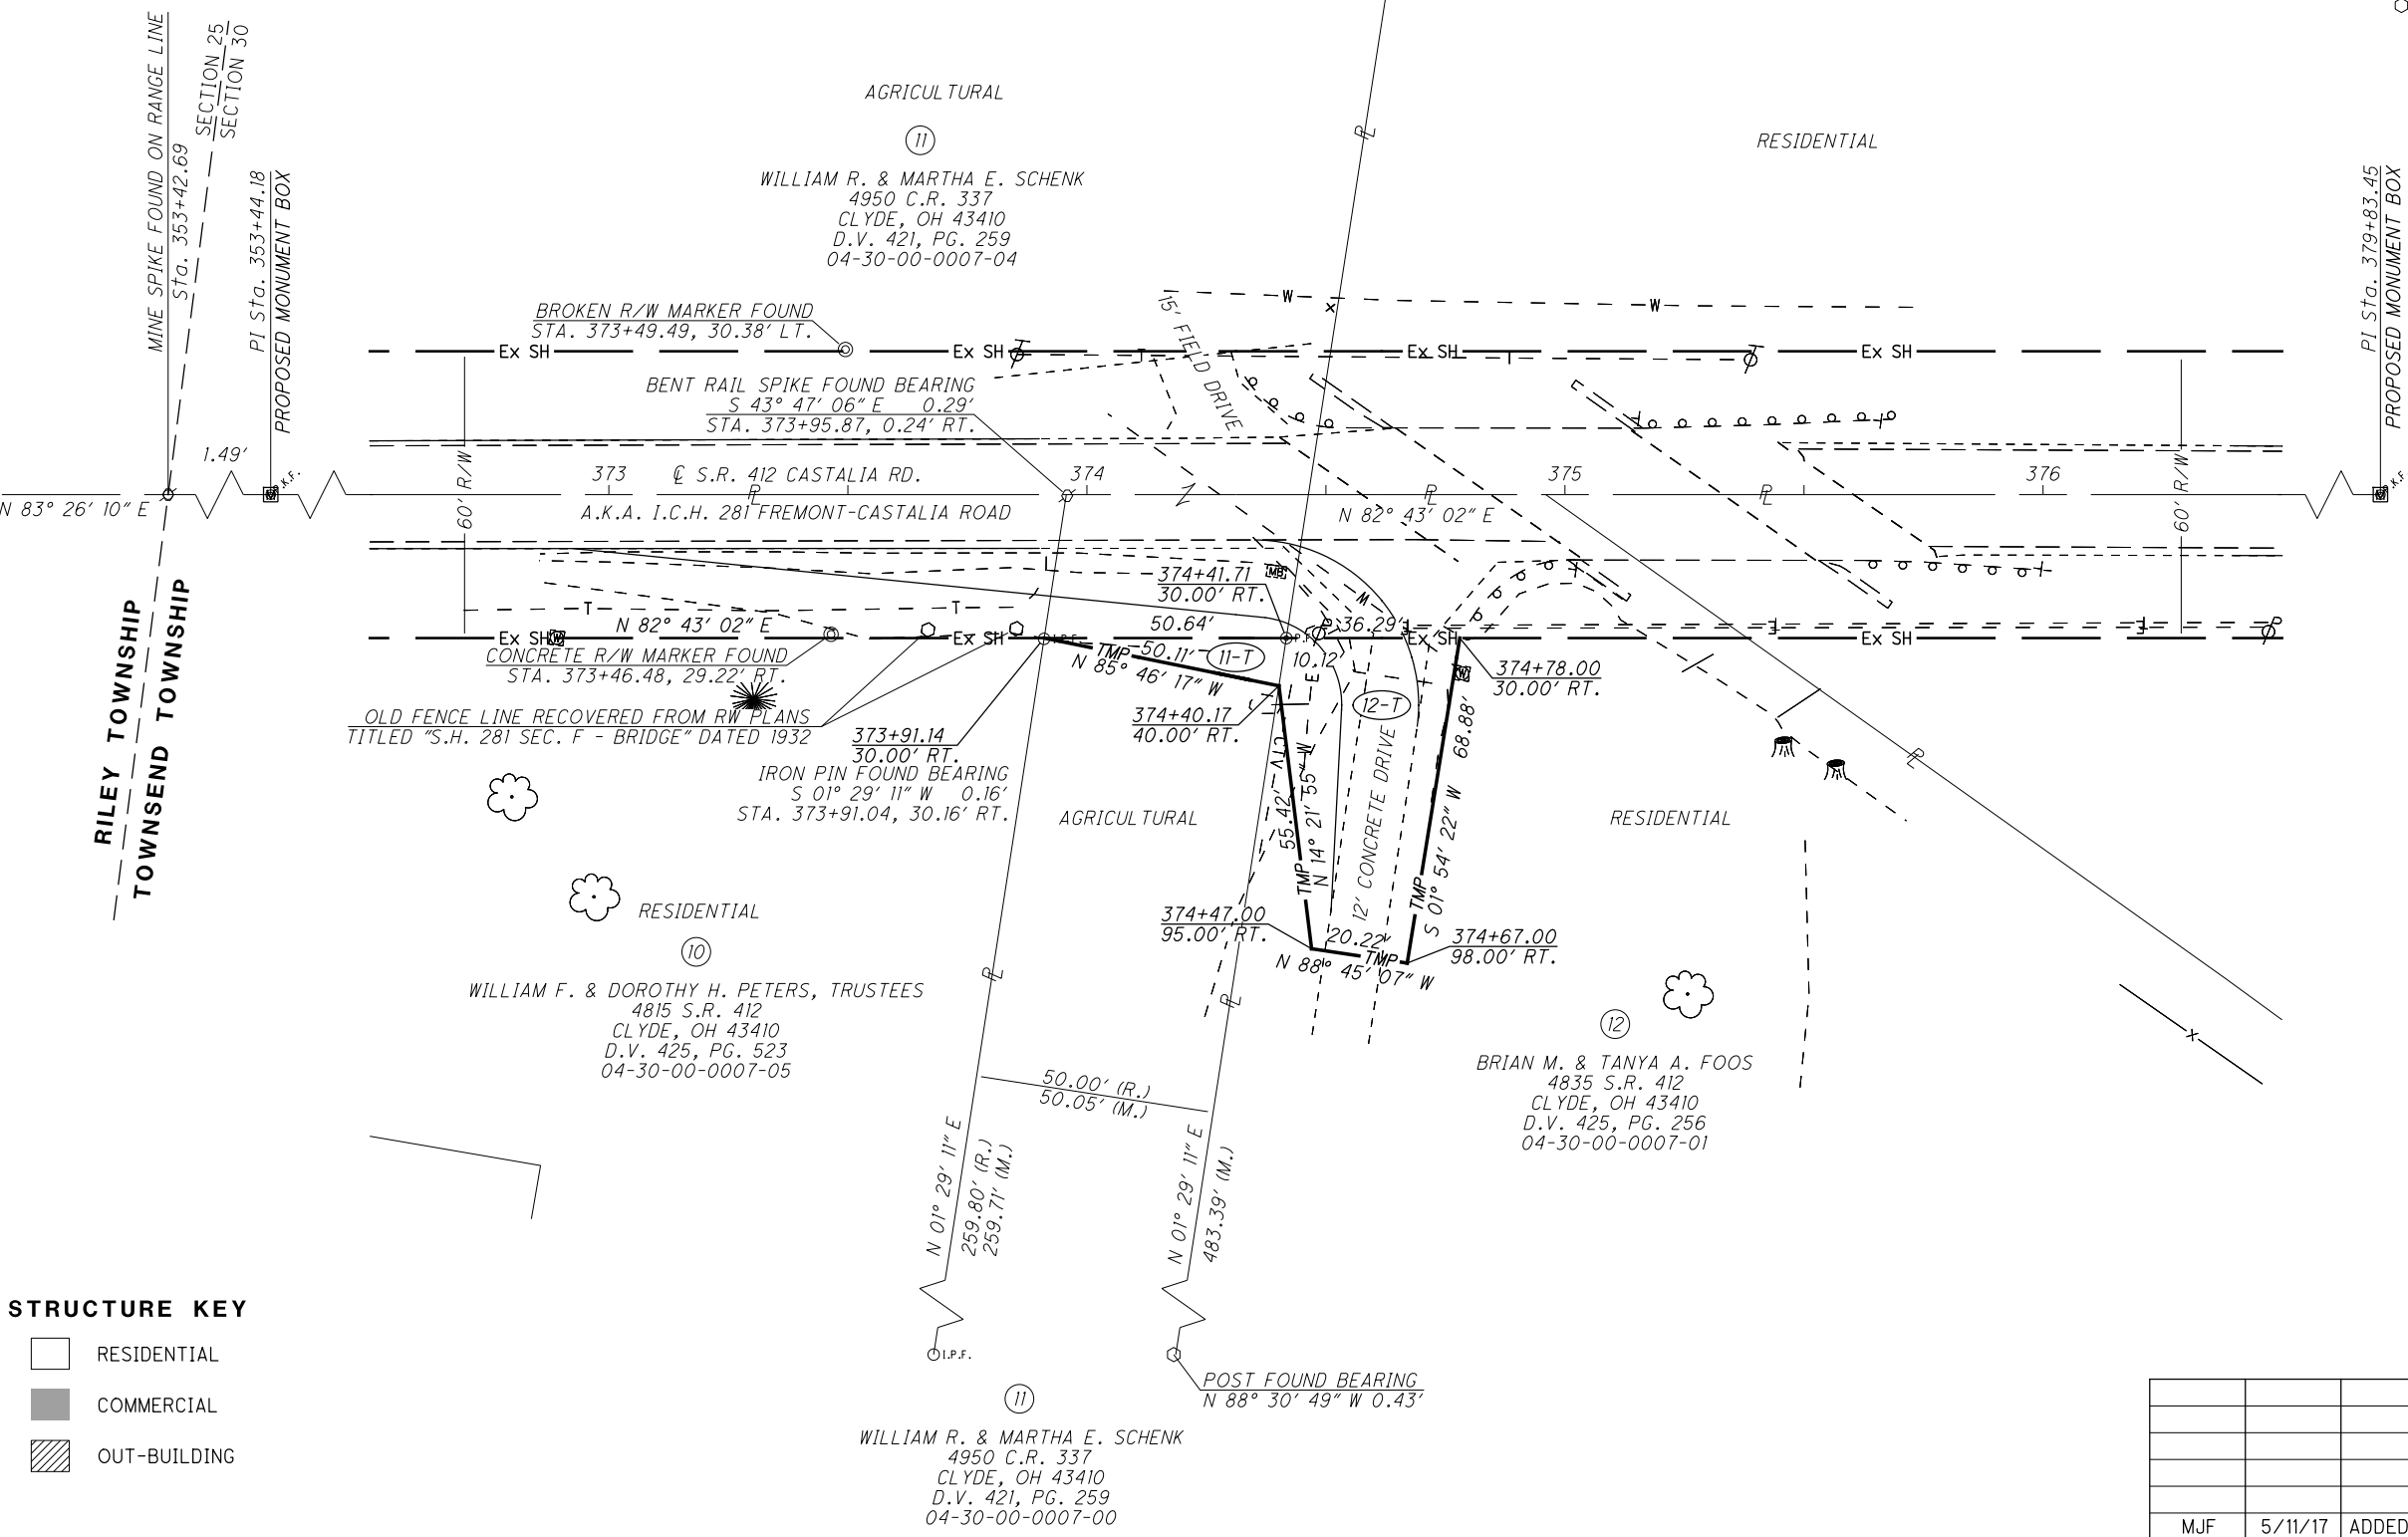 MINE SPIKE FOUND ON RANGE LINE
Sta. 353+42.69
SECTION 25
SECTION 30
PI Sta. 353+44.18
PROPOSED MONUMENT BOX
AGRICULTURAL
11
WILLIAM R. & MARTHA E. SCHENK
4950 C.R. 337
CLYDE, OH 43410
D.V. 421, PG. 259
04-30-00-0007-04
RESIDENTIAL
PI Sta. 379+83.45
PROPOSED MONUMENT BOX
BROKEN R/W MARKER FOUND
STA. 373+49.49, 30.38' LT.
15' FIELD DRIVE
W
W
Ex SH
Ex SH
Ex SH
Ex SH
T
T
BENT RAIL SPIKE FOUND BEARING
S 43° 47' 06" E 0.29'
STA. 373+95.87, 0.24' RT.
1.49'
P.K.F.
P.K.F.
N 83° 26' 10" E
60' R/W
60' R/W
373
℄ S.R. 412 CASTALIA RD.
374
375
376
A.K.A. I.C.H. 281 FREMONT-CASTALIA ROAD
N 82° 43' 02" E
374+41.71
30.00' RT.
MB
T
T
N 82° 43' 02" E
50.64'
36.29'
Ex SH
Ex SH
Ex SH
Ex SH
I.P.F.
CONCRETE R/W MARKER FOUND
STA. 373+46.48, 29.22' RT.
TMP
50.11'
11-T
10.12'
N 85° 46' 17" W
374+78.00
30.00' RT.
12-T
374+40.17
40.00' RT.
OLD FENCE LINE RECOVERED FROM RW PLANS
TITLED "S.H. 281 SEC. F - BRIDGE" DATED 1932
373+91.14
30.00' RT.
IRON PIN FOUND BEARING
S 01° 29' 11" W 0.16'
STA. 373+91.04, 30.16' RT.
CTV
E
W
55.42'
TMP
N 14° 21' 55" W
12' CONCRETE DRIVE
68.88'
TMP
S 01° 54' 22" W
AGRICULTURAL
RESIDENTIAL
RILEY TOWNSHIP
TOWNSEND TOWNSHIP
374+47.00
95.00' RT.
20.22'
TMP
N 88° 45' 07" W
374+67.00
98.00' RT.
RESIDENTIAL
10
WILLIAM F. & DOROTHY H. PETERS, TRUSTEES
4815 S.R. 412
CLYDE, OH 43410
D.V. 425, PG. 523
04-30-00-0007-05
12
BRIAN M. & TANYA A. FOOS
4835 S.R. 412
CLYDE, OH 43410
D.V. 425, PG. 256
04-30-00-0007-01
50.00' (R.)
50.05' (M.)
N 01° 29' 11" E
259.80' (R.)
259.71' (M.)
N 01° 29' 11" E
483.39' (M.)
I.P.F.
POST FOUND BEARING
N 88° 30' 49" W 0.43'
11
WILLIAM R. & MARTHA E. SCHENK
4950 C.R. 337
CLYDE, OH 43410
D.V. 421, PG. 259
04-30-00-0007-00
STRUCTURE KEY
RESIDENTIAL
COMMERCIAL
OUT-BUILDING
MJF 5/11/17 ADDED